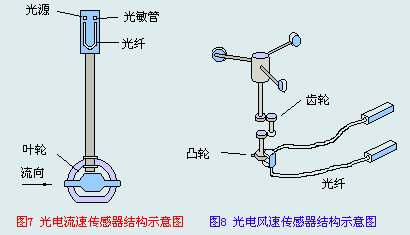 光源
光敏管
光纤
叶轮
流向
图7 光电流速传感器结构示意图
齿轮
凸轮
光纤
图8 光电风速传感器结构示意图